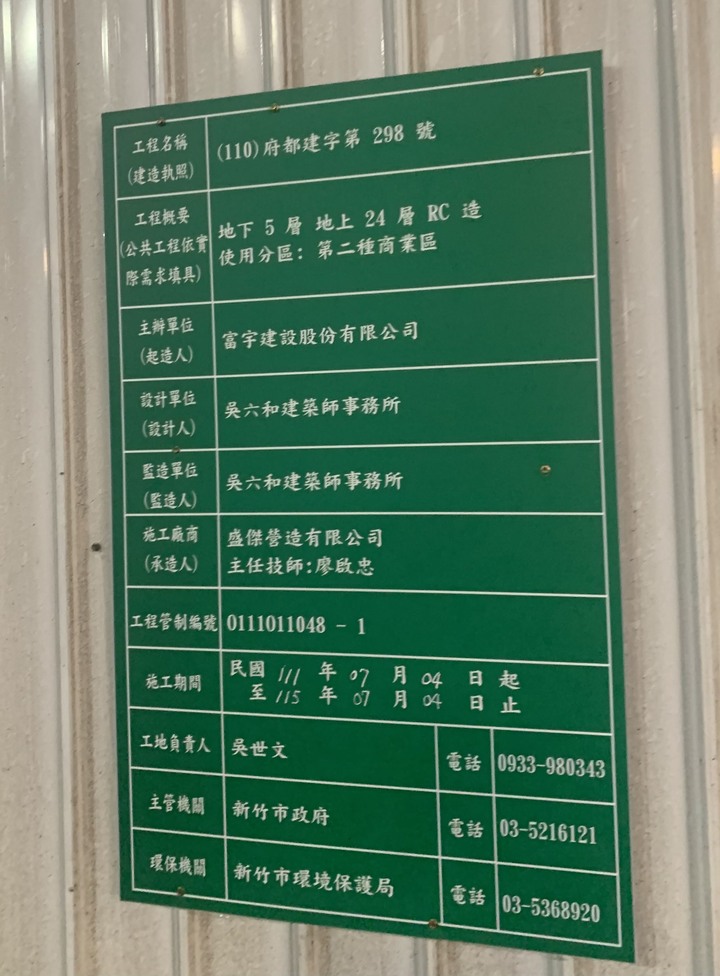 工程名稱
(建造執照)
(110)府都建字第 298 號
工程概要
(公共工程依實
際需求填具)
地下 5 層 地上 24 層 RC 造
使用分區: 第二種商業區
主辦單位
(起造人)
富宇建設股份有限公司
設計單位
(設計人)
吳六和建築師事務所
監造單位
(監造人)
吳六和建築師事務所
施工廠商
(承造人)
盛傑營造有限公司
主任技師:廖啟忠
工程管制編號
0111011048 - 1
施工期間
民國 111 年 07 月 04 日 起
至 115 年 07 月 04 日 止
工地負責人
吳世文
電話
0933-980343
主管機關
新竹市政府
電話
03-5216121
環保機關
新竹市環境保護局
電話
03-5368920